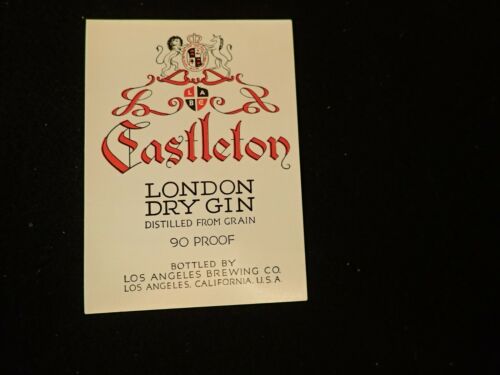 L A
B C
Castleton
LONDON
DRY GIN
DISTILLED FROM GRAIN
90 PROOF
BOTTLED BY
LOS ANGELES BREWING CO.
LOS ANGELES, CALIFORNIA, U.S.A.